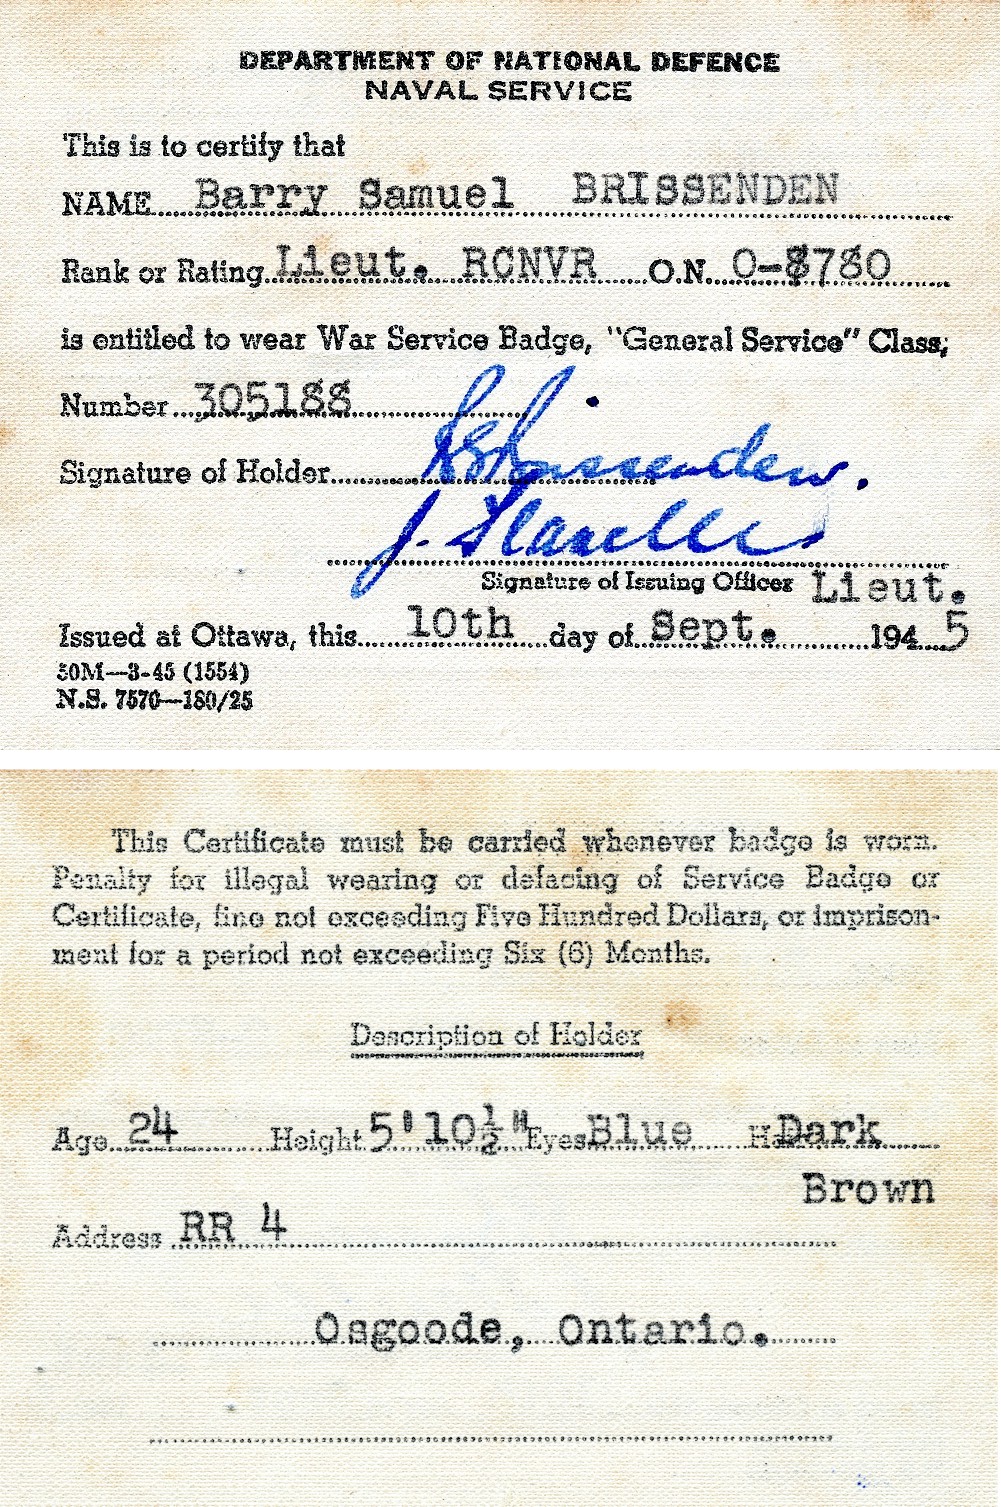 DEPARTMENT OF NATIONAL DEFENCE
NAVAL SERVICE
This is to certify that
NAME Barry Samuel BRISSENDEN
Rank or Rating Lieut. RCNVR O.N. O-8780
is entitled to wear War Service Badge, "General Service" Class,
Number 305188
Signature of Holder BSBrissenden.
J.
Signature of Issuing Officer Lieut.
Issued at Ottawa, this 10th day of Sept. 1945
50M—3-45 (1554)
N.S. 7570—180/25
This Certificate must be carried whenever badge is worn.
Penalty for illegal wearing or defacing of Service Badge or
Certificate, fine not exceeding Five Hundred Dollars, or imprison-
ment for a period not exceeding Six (6) Months.
Description of Holder
Age 24 Height 5'10½" Eyes Blue Hair Dark
Brown
Address RR 4
Osgoode, Ontario.